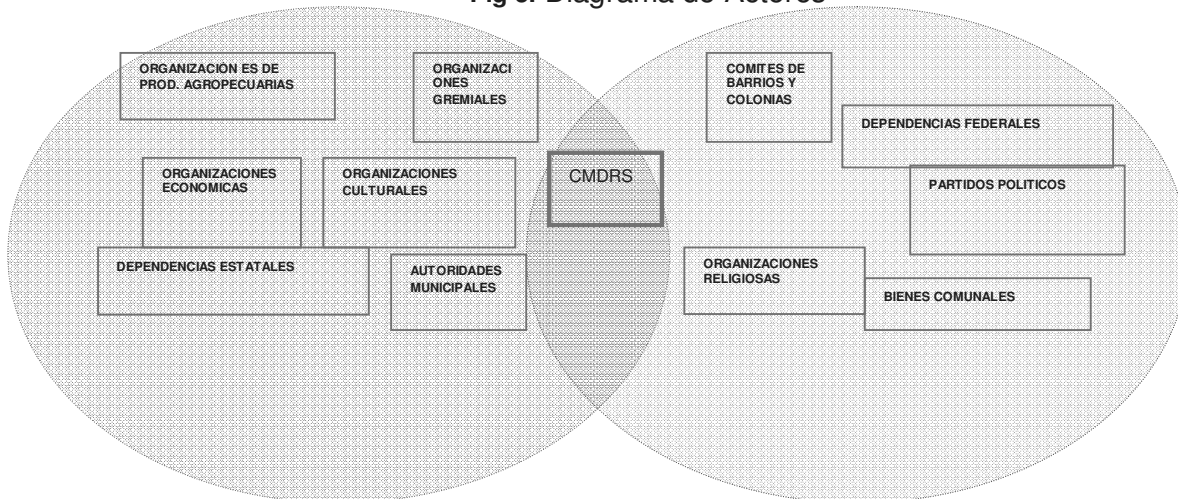 Fig 3. Diagrama de Actores
ORGANIZACIÓN ES DE
PROD. AGROPECUARIAS
ORGANIZACI
ONES
GREMIALES
COMITES DE
BARRIOS Y
COLONIAS
DEPENDENCIAS FEDERALES
ORGANIZACIONES
ECONOMICAS
ORGANIZACIONES
CULTURALES
CMDRS
PARTIDOS POLITICOS
DEPENDENCIAS ESTATALES
AUTORIDADES
MUNICIPALES
ORGANIZACIONES
RELIGIOSAS
BIENES COMUNALES